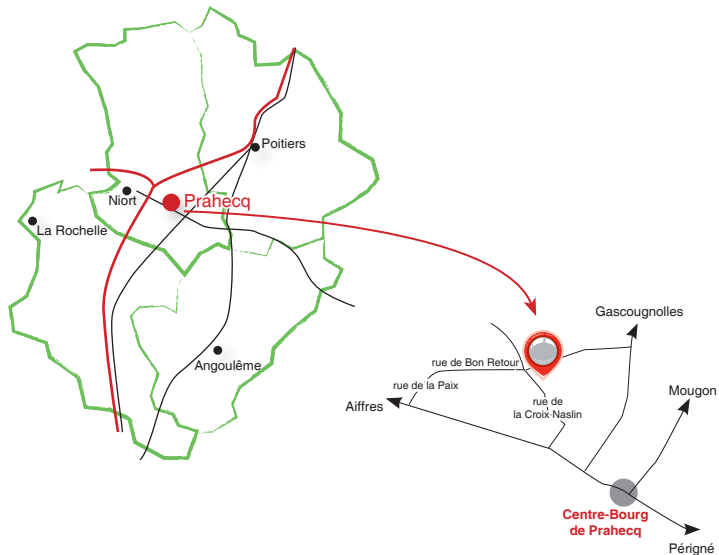 Poitiers
Niort
Prahecq
La Rochelle
Angoulême
Gascougnolles
rue de Bon Retour
rue de la Paix
Mougon
Aiffres
rue de
la Croix Naslin
Centre-Bourg
de Prahecq
Périgné